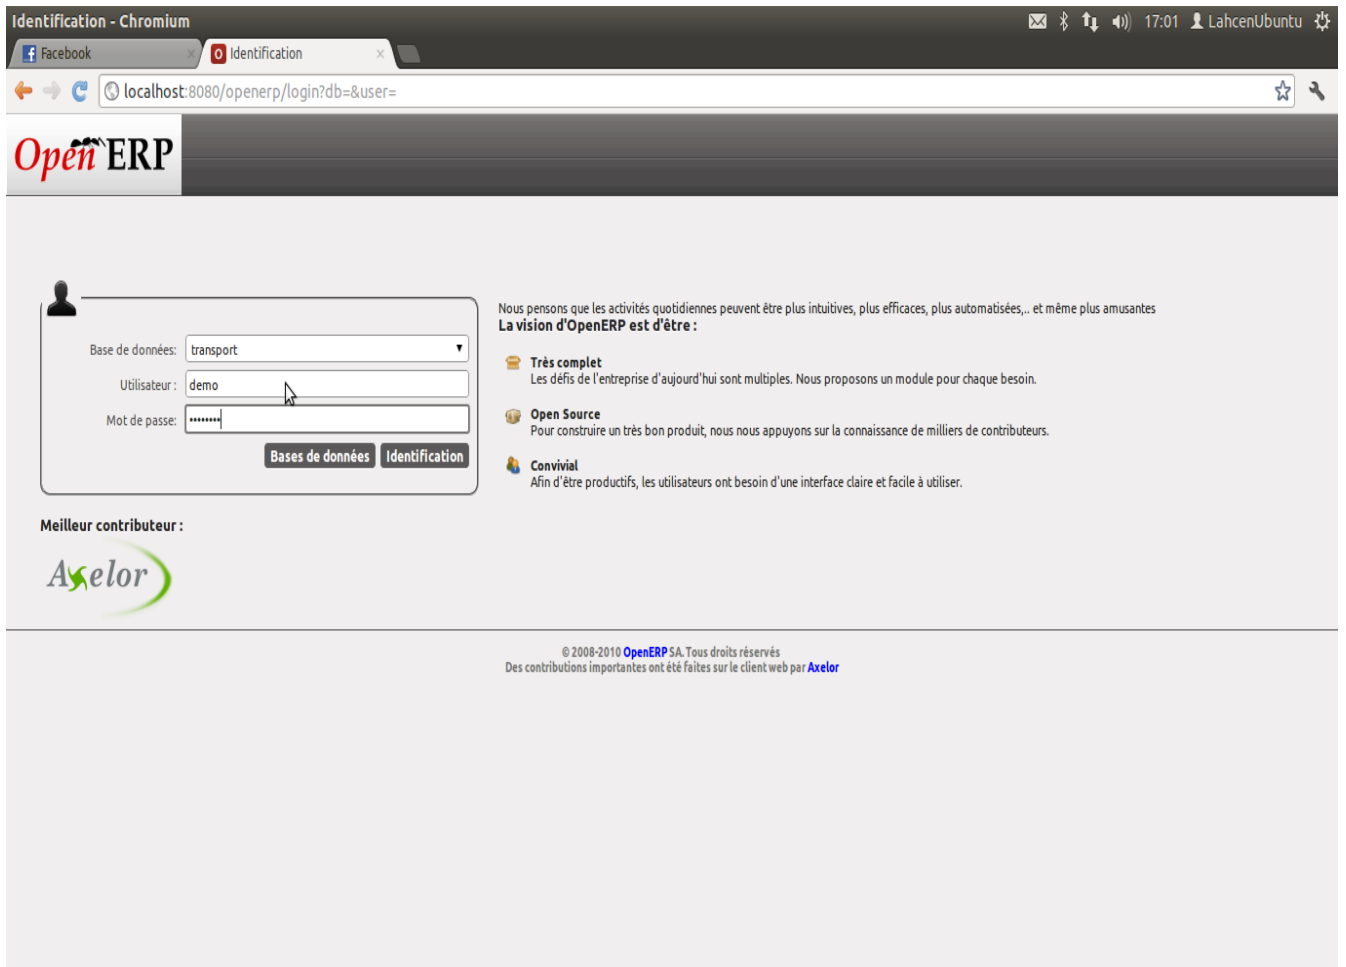 Identification - Chromium
17:01 LahcenUbuntu
Facebook
Identification
localhost:8080/openerp/login?db=&user=
Open ERP
Nous pensons que les activités quotidiennes peuvent être plus intuitives, plus efficaces, plus automatisées,.. et même plus amusantes
La vision d'OpenERP est d'être :
Base de données: transport
Utilisateur : demo
Mot de passe: ••••••••
Bases de données Identification
Très complet
Les défis de l'entreprise d'aujourd'hui sont multiples. Nous proposons un module pour chaque besoin.
Open Source
Pour construire un très bon produit, nous nous appuyons sur la connaissance de milliers de contributeurs.
Convivial
Afin d'être productifs, les utilisateurs ont besoin d'une interface claire et facile à utiliser.
Meilleur contributeur :
Axelor
© 2008-2010 OpenERP SA. Tous droits réservés
Des contributions importantes ont été faites sur le client web par Axelor